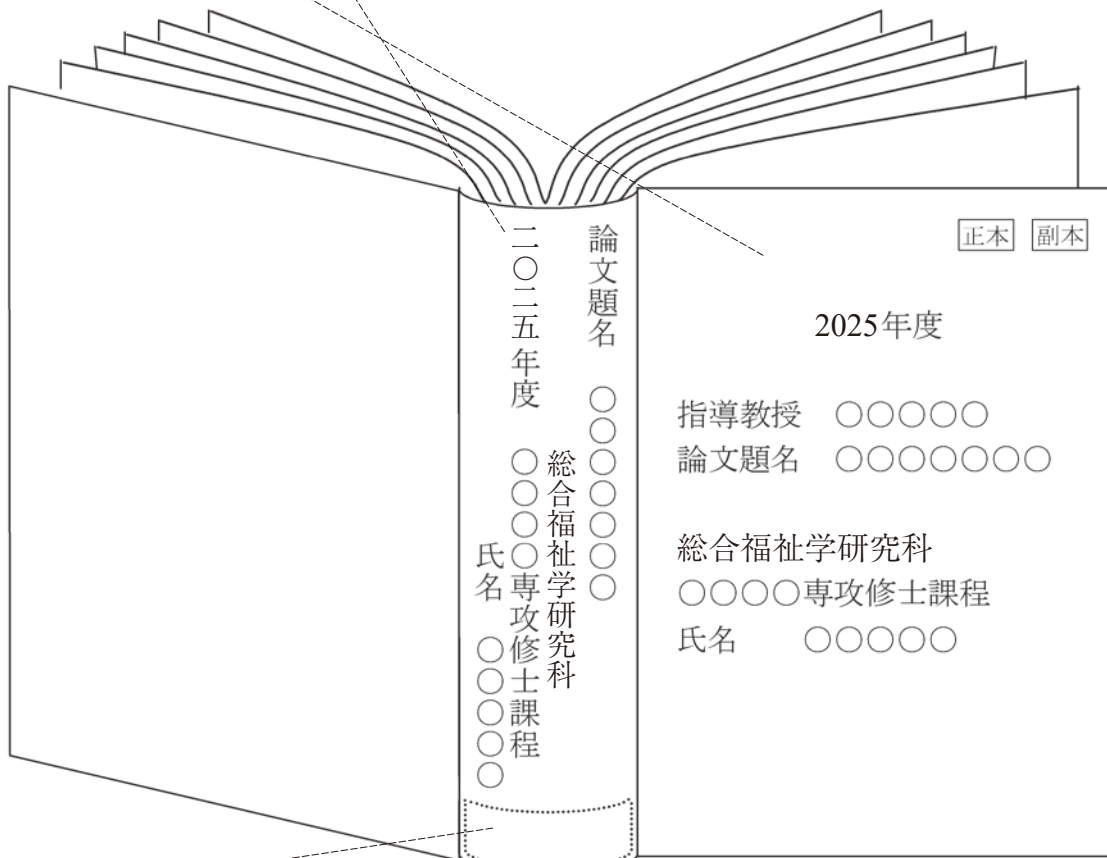 論文題名　○○○○○○○
総合福祉学研究科
二〇二五年度　○○○○専攻修士課程
氏名　○○○○○
正本　副本
2025年度
指導教授　○○○○○
論文題名　○○○○○○○
総合福祉学研究科
○○○○専攻修士課程
氏名　○○○○○